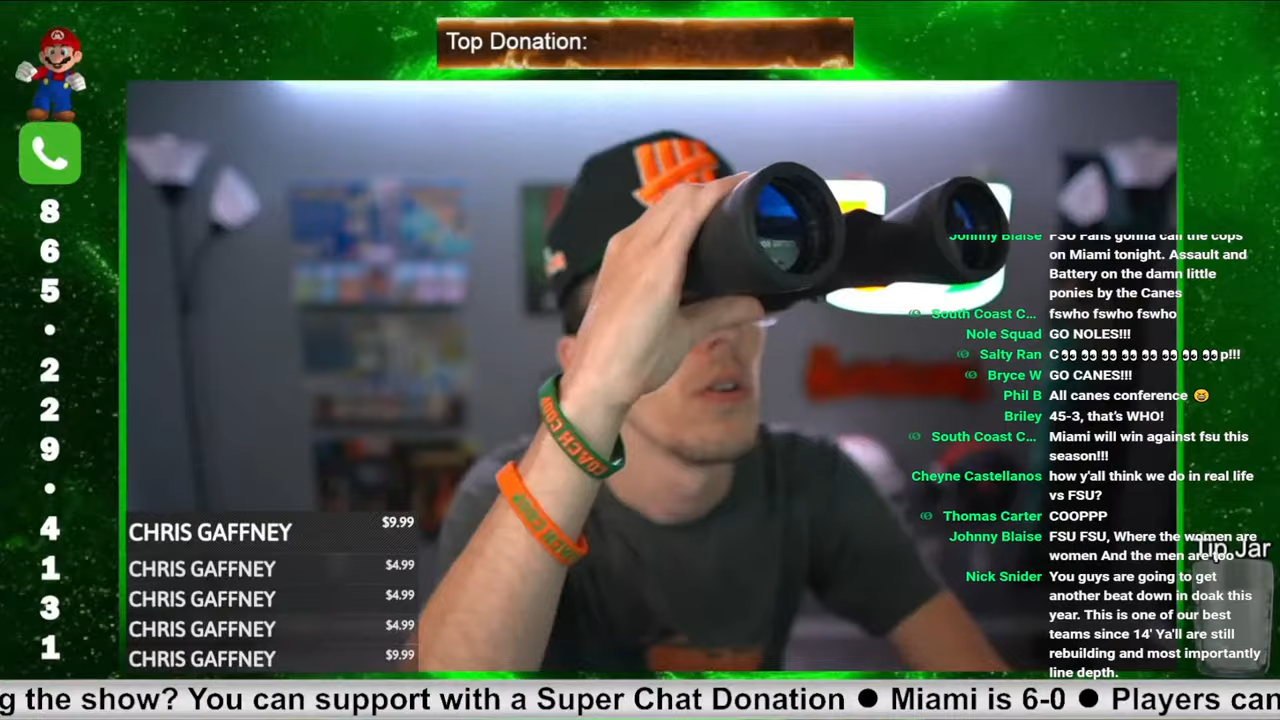 Top Donation:
8
6
5
•
2
2
9
•
4
1
3
1
Johnny Blaise FSU Fans gonna call the cops
on Miami tonight. Assault and
Battery on the damn little
ponies by the Canes
South Coast C... fswho fswho fswho
Nole Squad GO NOLES!!!
Salty Ran C👀👀👀👀👀👀👀👀p!!!
Bryce W GO CANES!!!
Phil B All canes conference 😆
Briley 45-3, that's WHO!
South Coast C... Miami will win against fsu this
season!!!
Cheyne Castellanos how y'all think we do in real life
vs FSU?
Thomas Carter COOPPP
Johnny Blaise FSU FSU, Where the women are
women And the men are too
Nick Snider You guys are going to get
another beat down in doak this
year. This is one of our best
teams since 14' Ya'll are still
rebuilding and most importantly
line depth.
Tip Jar
COACH COOP
COACH COOP
CHRIS GAFFNEY $9.99
CHRIS GAFFNEY $4.99
CHRIS GAFFNEY $4.99
CHRIS GAFFNEY $4.99
CHRIS GAFFNEY $9.99
g the show? You can support with a Super Chat Donation ● Miami is 6-0 ● Players can